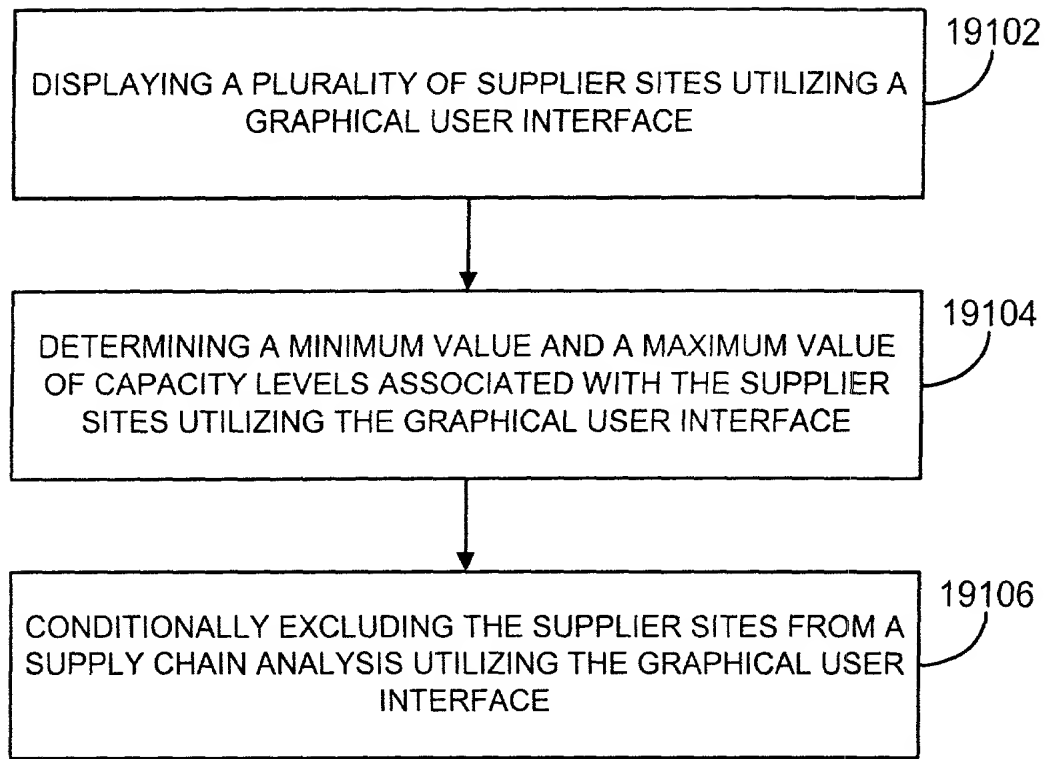 19102
DISPLAYING A PLURALITY OF SUPPLIER SITES UTILIZING A
GRAPHICAL USER INTERFACE
19104
DETERMINING A MINIMUM VALUE AND A MAXIMUM VALUE
OF CAPACITY LEVELS ASSOCIATED WITH THE SUPPLIER
SITES UTILIZING THE GRAPHICAL USER INTERFACE
19106
CONDITIONALLY EXCLUDING THE SUPPLIER SITES FROM A
SUPPLY CHAIN ANALYSIS UTILIZING THE GRAPHICAL USER
INTERFACE